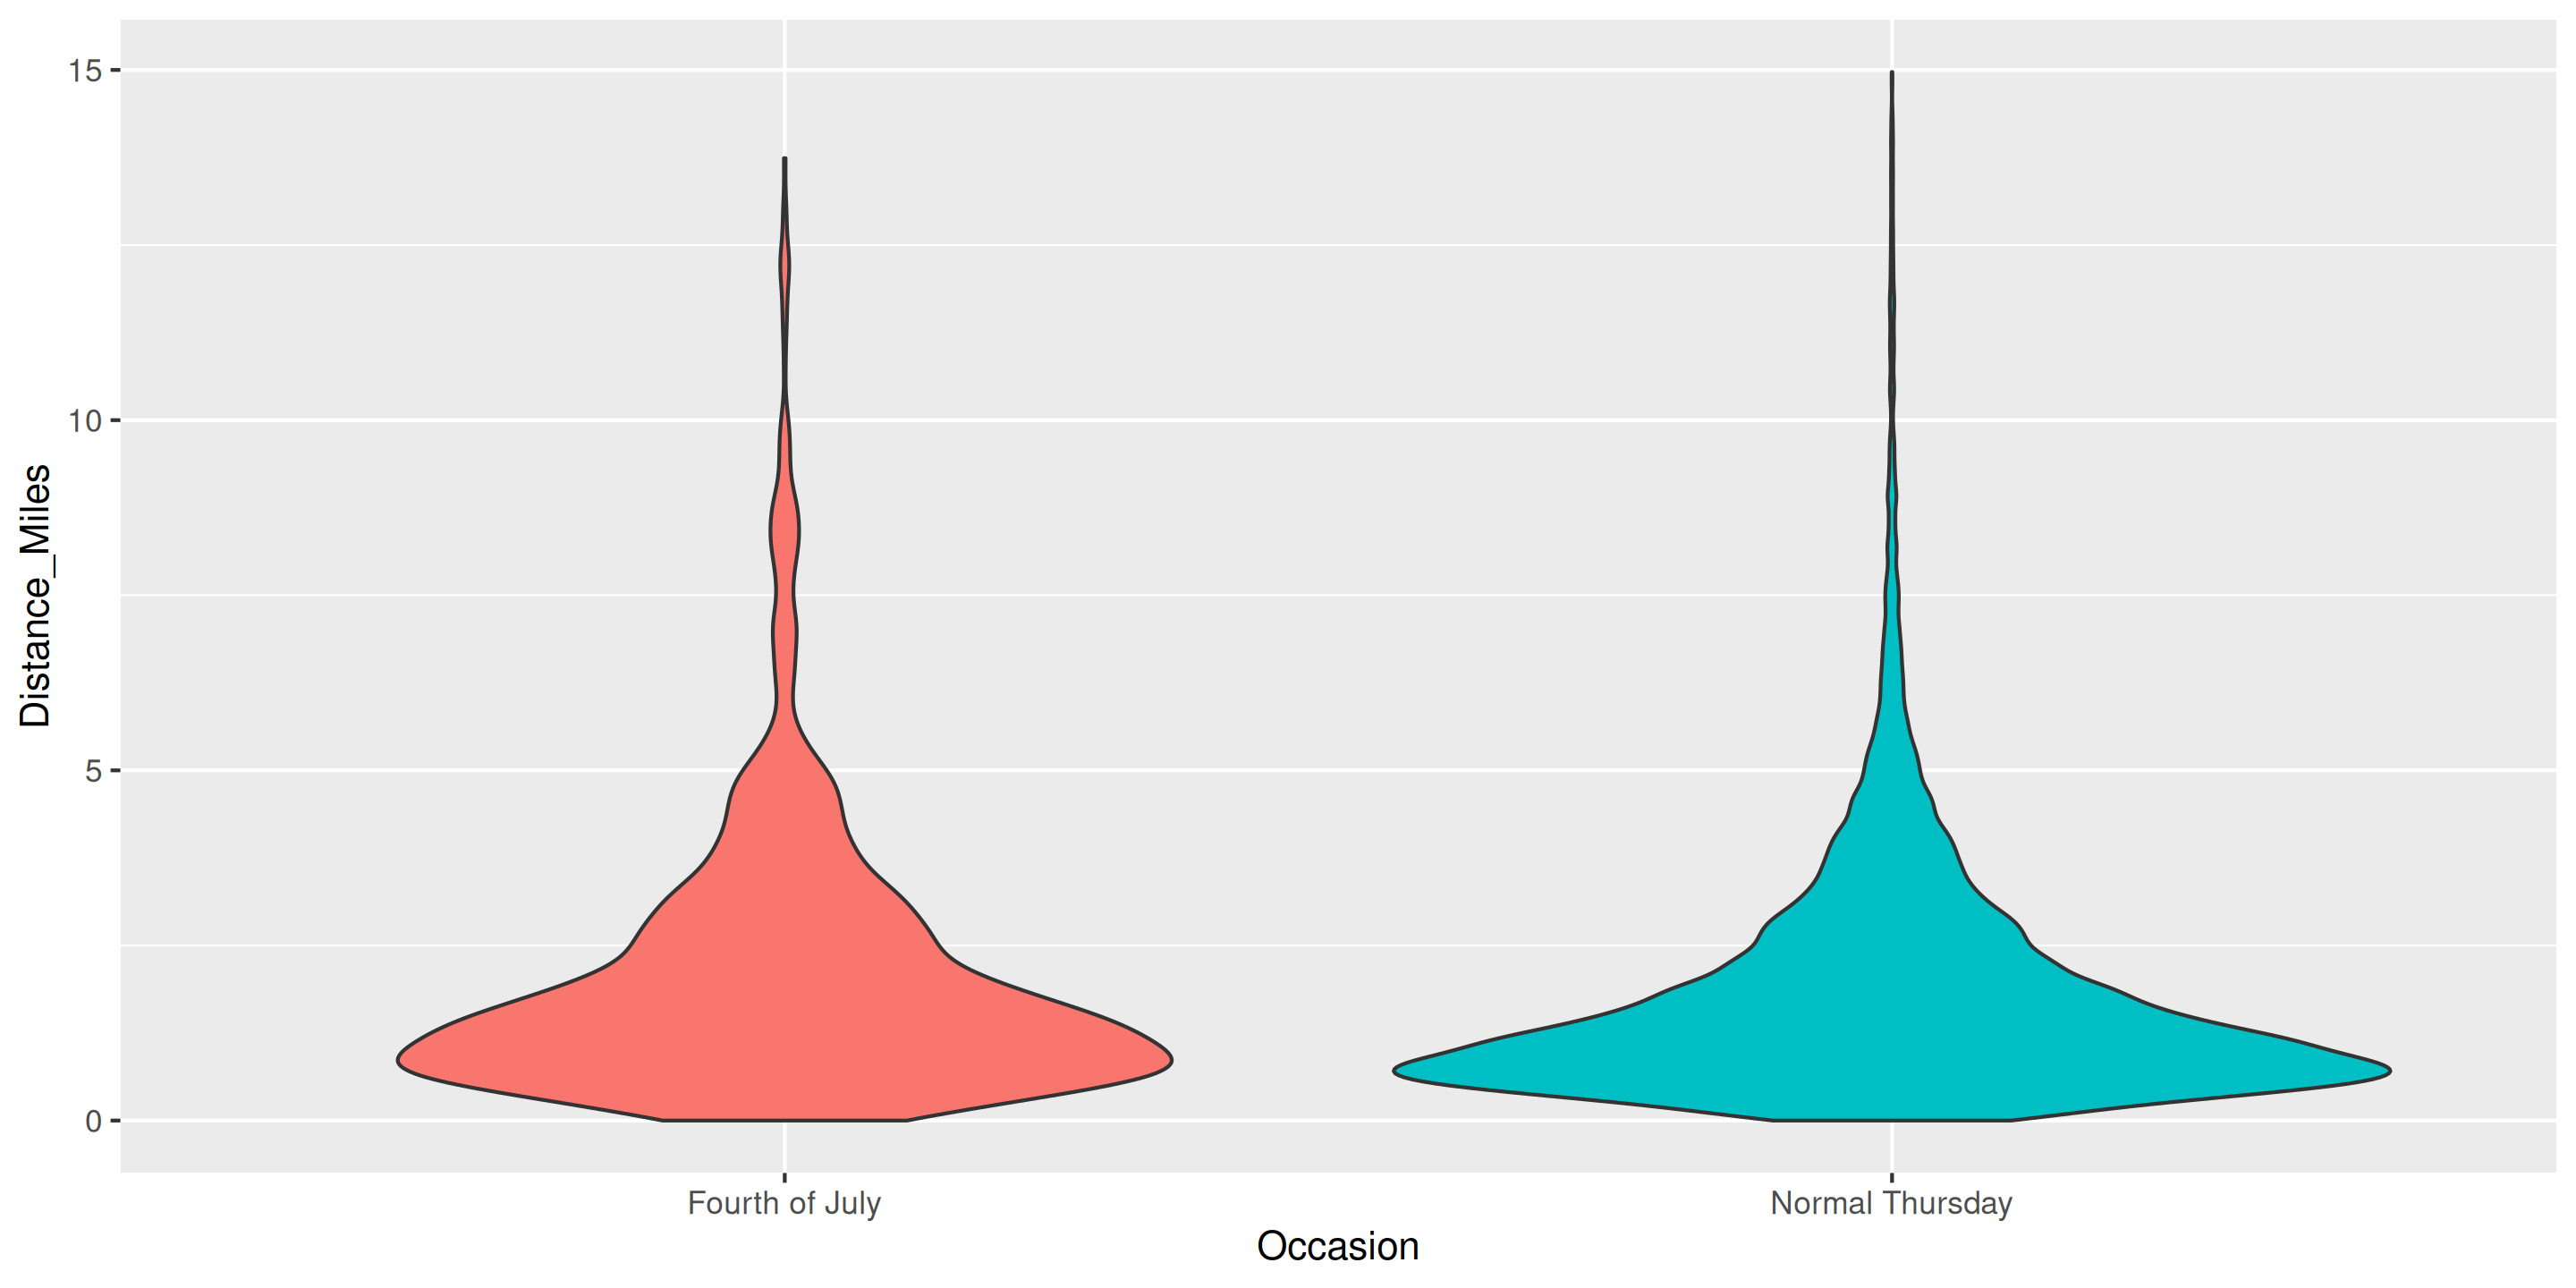 15
10
5
0
Distance_Miles
Fourth of July
Normal Thursday
Occasion